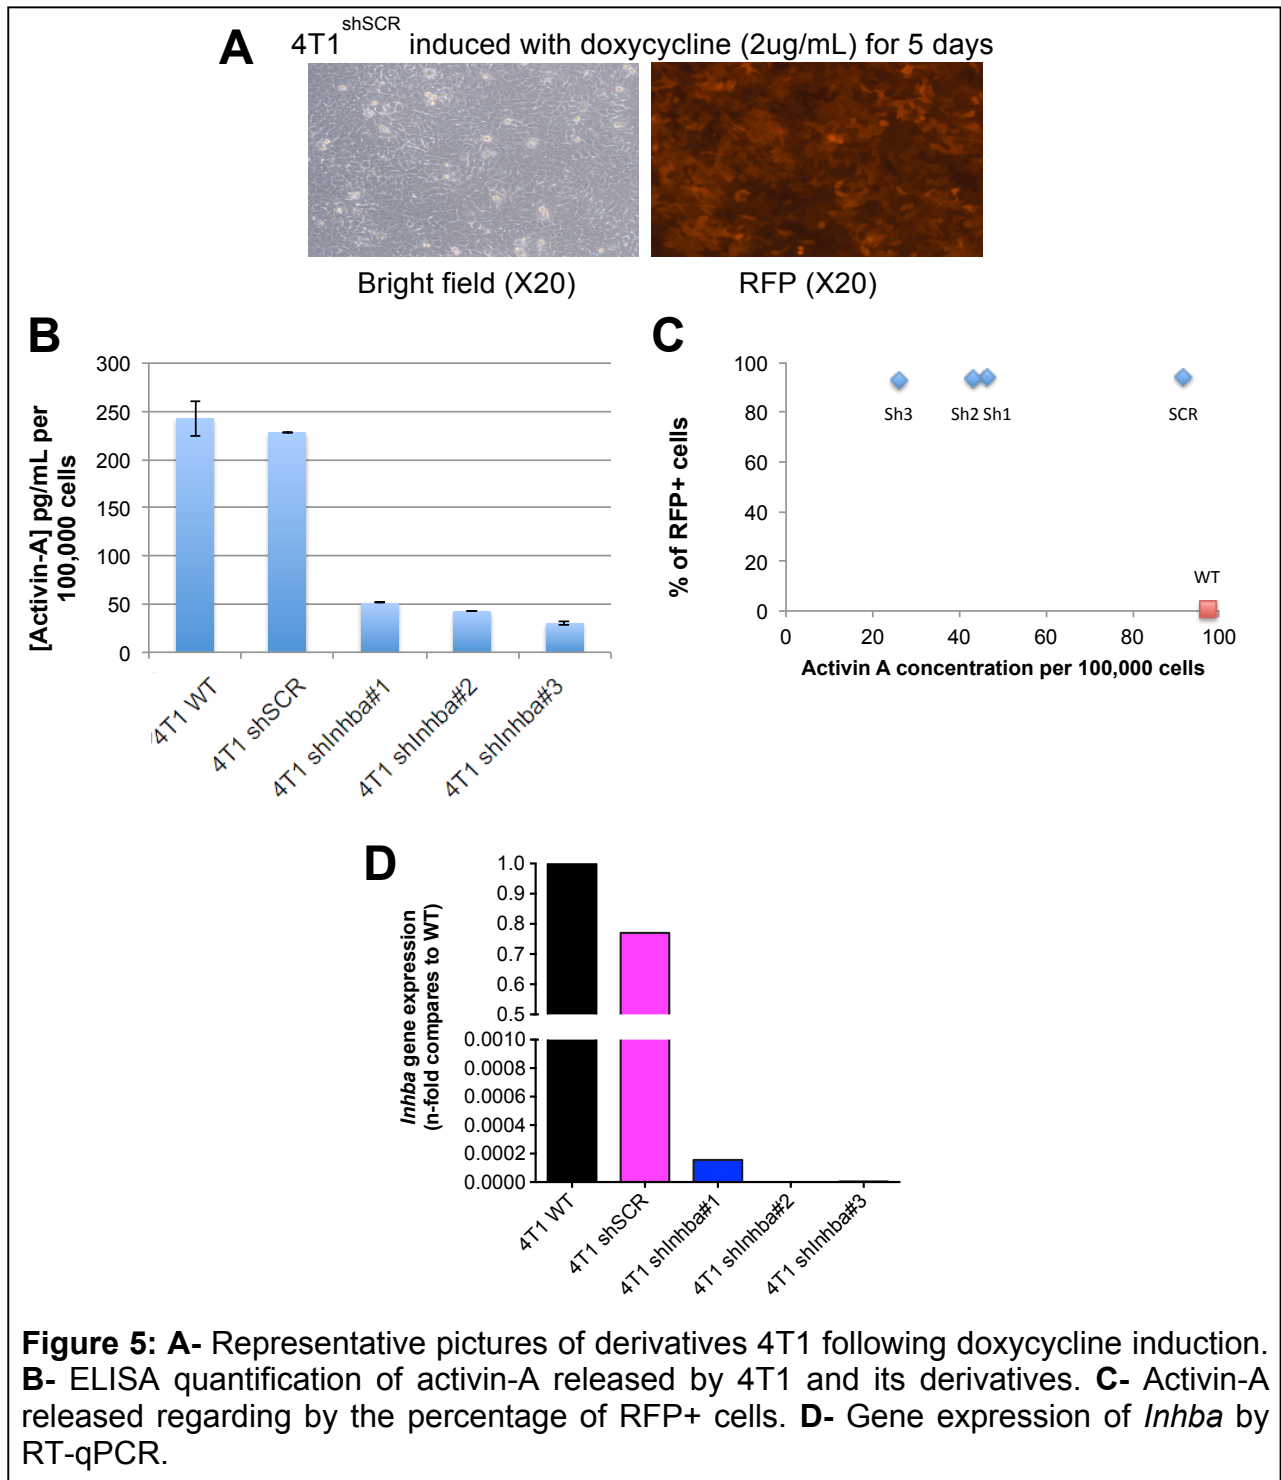 A
4T1shSCR induced with doxycycline (2ug/mL) for 5 days
Bright field (X20)
RFP (X20)
B
[Activin-A] pg/mL per
100,000 cells
300
250
200
150
100
50
0
4T1 WT
4T1 shSCR
4T1 shInhba#1
4T1 shInhba#2
4T1 shInhba#3
C
% of RFP+ cells
100
80
60
40
20
0
Sh3
Sh2 Sh1
SCR
WT
0 20 40 60 80 100
Activin A concentration per 100,000 cells
D
Inhba gene expression
(n-fold compares to WT)
1.0
0.9
0.8
0.7
0.6
0.5
0.0010
0.0008
0.0006
0.0004
0.0002
0.0000
4T1 WT
4T1 shSCR
4T1 shInhba#1
4T1 shInhba#2
4T1 shInhba#3
Figure 5: A- Representative pictures of derivatives 4T1 following doxycycline induction.
B- ELISA quantification of activin-A released by 4T1 and its derivatives. C- Activin-A
released regarding by the percentage of RFP+ cells. D- Gene expression of Inhba by
RT-qPCR.